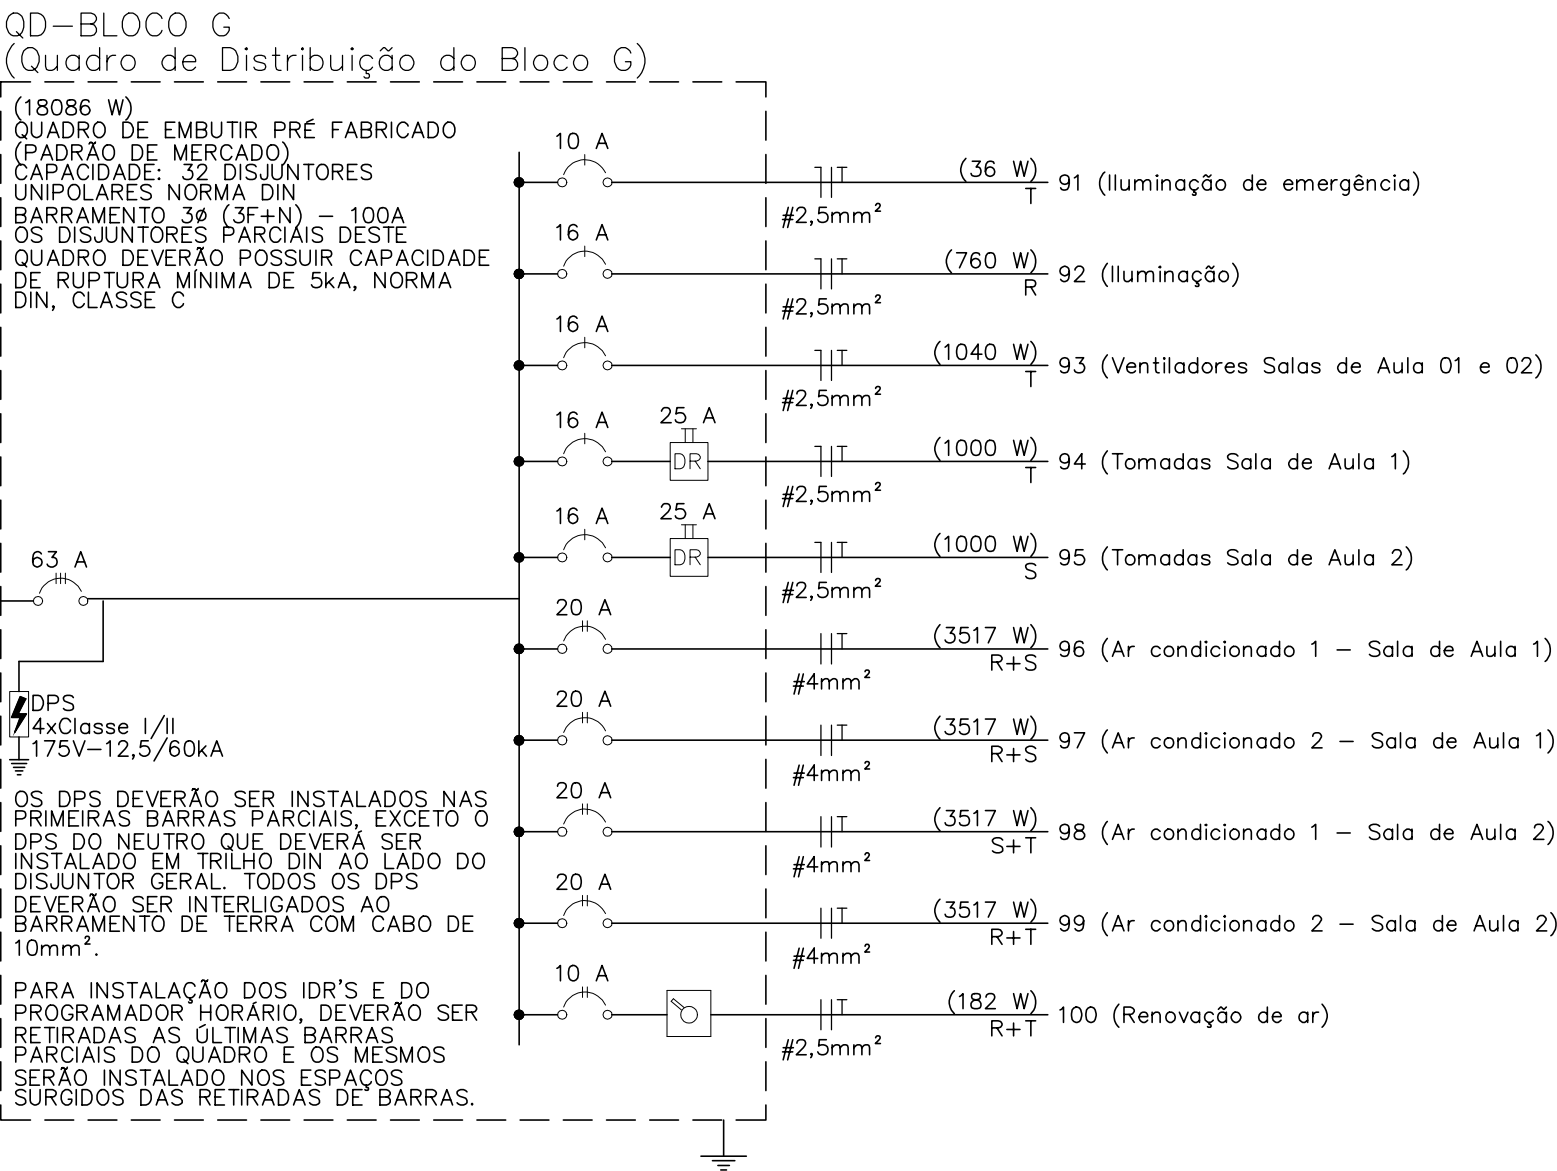 QD-BLOCO G
(Quadro de Distribuição do Bloco G)
(18086 W)
QUADRO DE EMBUTIR PRÉ FABRICADO
(PADRÃO DE MERCADO)
CAPACIDADE: 32 DISJUNTORES
UNIPOLARES NORMA DIN
BARRAMENTO 3ø (3F+N) – 100A
OS DISJUNTORES PARCIAIS DESTE
QUADRO DEVERÃO POSSUIR CAPACIDADE
DE RUPTURA MÍNIMA DE 5kA, NORMA
DIN, CLASSE C
63 A
DPS
4xClasse I/II
175V–12,5/60kA
OS DPS DEVERÃO SER INSTALADOS NAS
PRIMEIRAS BARRAS PARCIAIS, EXCETO O
DPS DO NEUTRO QUE DEVERÁ SER
INSTALADO EM TRILHO DIN AO LADO DO
DISJUNTOR GERAL. TODOS OS DPS
DEVERÃO SER INTERLIGADOS AO
BARRAMENTO DE TERRA COM CABO DE
10mm².
PARA INSTALAÇÃO DOS IDR'S E DO
PROGRAMADOR HORÁRIO, DEVERÃO SER
RETIRADAS AS ÚLTIMAS BARRAS
PARCIAIS DO QUADRO E OS MESMOS
SERÃO INSTALADO NOS ESPAÇOS
SURGIDOS DAS RETIRADAS DE BARRAS.
10 A
#2,5mm²
(36 W)
T
91 (Iluminação de emergência)
16 A
#2,5mm²
(760 W)
R
92 (Iluminação)
16 A
#2,5mm²
(1040 W)
T
93 (Ventiladores Salas de Aula 01 e 02)
16 A
25 A
DR
#2,5mm²
(1000 W)
T
94 (Tomadas Sala de Aula 1)
16 A
25 A
DR
#2,5mm²
(1000 W)
S
95 (Tomadas Sala de Aula 2)
20 A
#4mm²
(3517 W)
R+S
96 (Ar condicionado 1 – Sala de Aula 1)
20 A
#4mm²
(3517 W)
R+S
97 (Ar condicionado 2 – Sala de Aula 1)
20 A
#4mm²
(3517 W)
S+T
98 (Ar condicionado 1 – Sala de Aula 2)
20 A
#4mm²
(3517 W)
R+T
99 (Ar condicionado 2 – Sala de Aula 2)
10 A
#2,5mm²
(182 W)
R+T
100 (Renovação de ar)